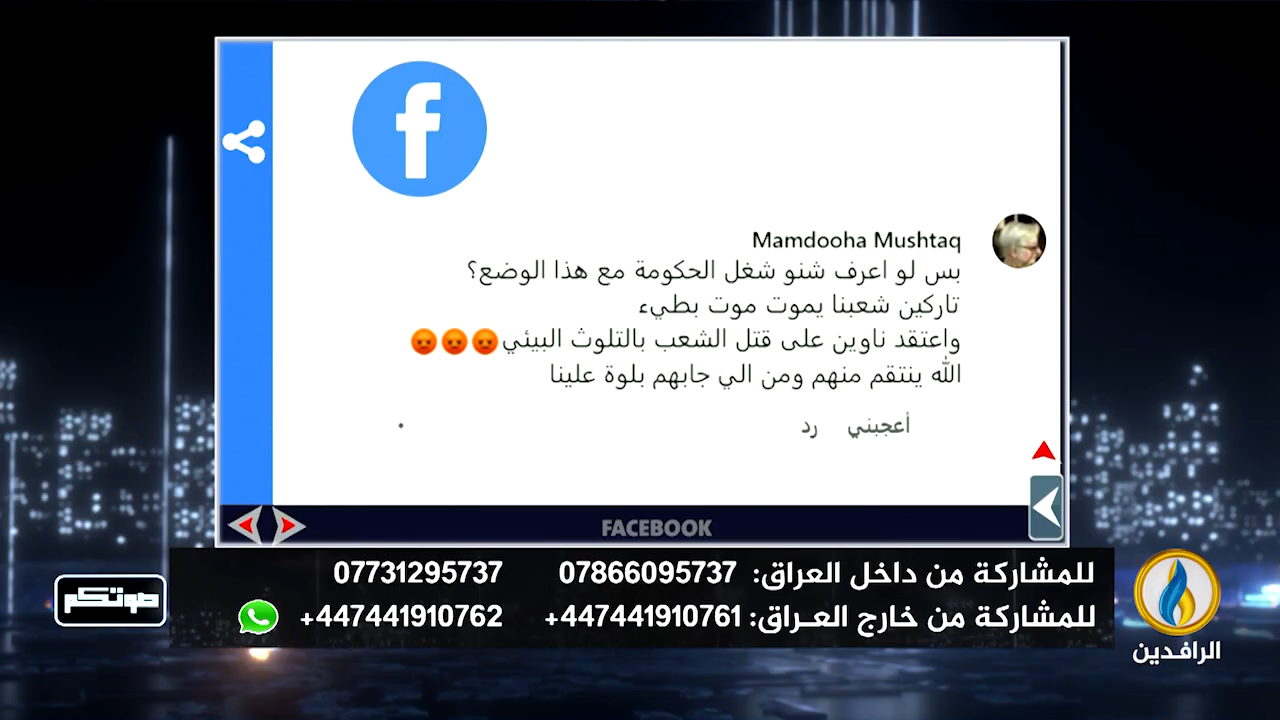 Mamdooha Mushtaq
بس لو اعرف شنو شغل الحكومة مع هذا الوضع؟
تاركين شعبنا يموت موت بطيء
واعتقد ناوين على قتل الشعب بالتلوث البيئي😡😡😡
الله ينتقم منهم ومن الي جابهم بلوة علينا
أعجبني رد
FACEBOOK
للمشاركة من داخل العراق: 07866095737 07731295737
للمشاركة من خارج العـراق: 447441910761+ 447441910762+
صوتكم
الرافدين